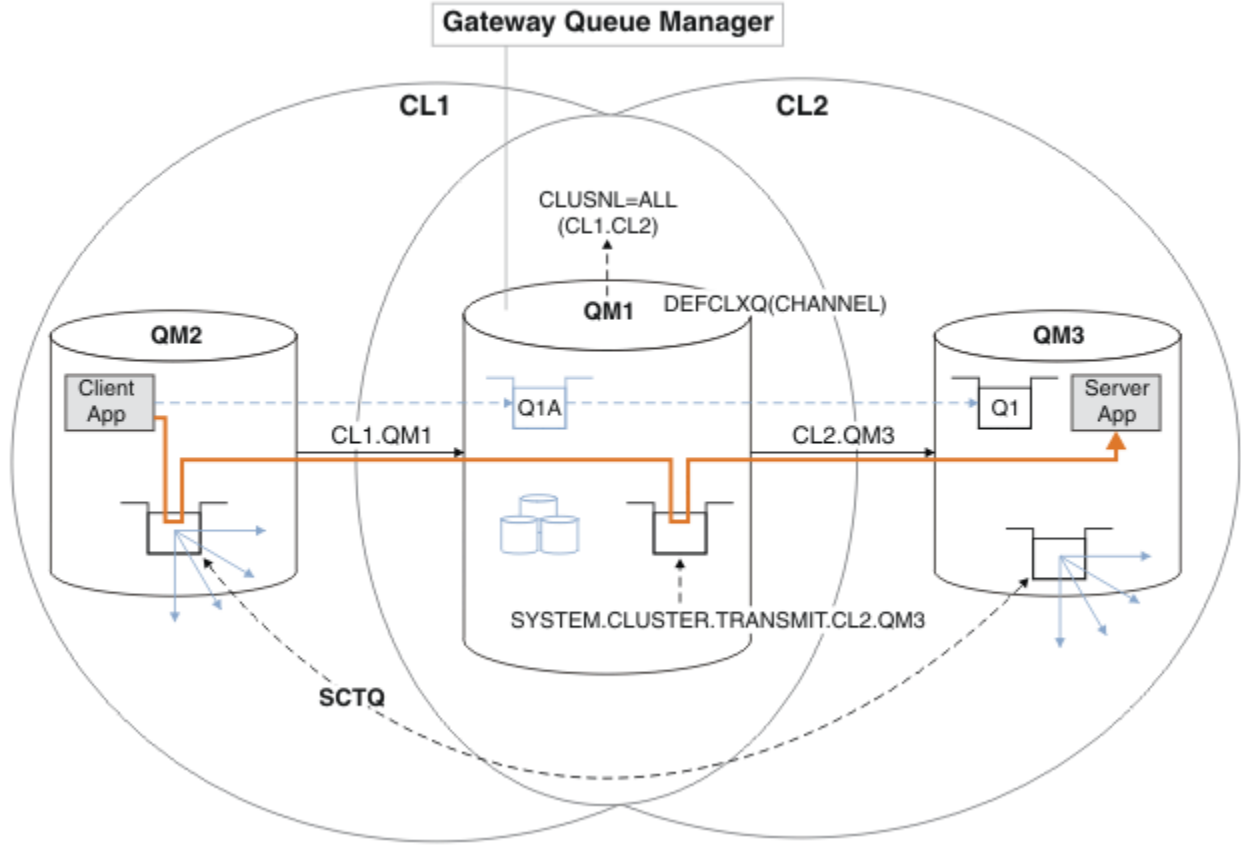 Gateway Queue Manager
CL1
CL2
CLUSNL=ALL
(CL1.CL2)
QM1
DEFCLXQ(CHANNEL)
QM2
QM3
Client
App
Q1A
Q1
Server
App
CL1.QM1
CL2.QM3
SYSTEM.CLUSTER.TRANSMIT.CL2.QM3
SCTQ